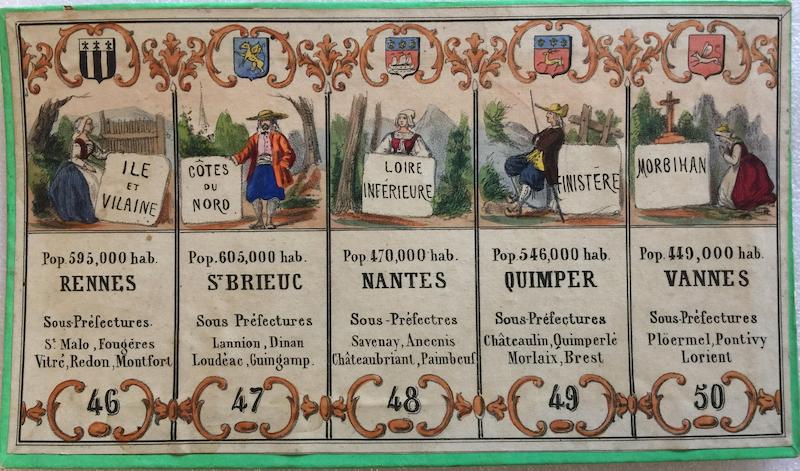 ILE
ET
VILAINE
Pop. 595,000 hab.
RENNES
Sous-Préfectures.
St Malo, Fougères
Vitré, Redon, Montfort
46
CÔTES
DU
NORD
Pop. 605,000 hab.
ST BRIEUC
Sous Préfectures
Lannion, Dinan
Loudéac, Guingamp.
47
LOIRE
INFÉRIEURE
Pop. 470,000 hab.
NANTES
Sous-Préfectres
Savenay, Ancenis
Châteaubriant, Paimbeuf
48
FINISTÉRE
Pop. 546,000 hab.
QUIMPER
Sous-Préfectures
Châteaulin, Quimperlé
Morlaix, Brest
49
MORBIHAN
Pop. 449,000 hab.
VANNES
Sous-Préfectures
Plöermel, Pontivy
Lorient
50